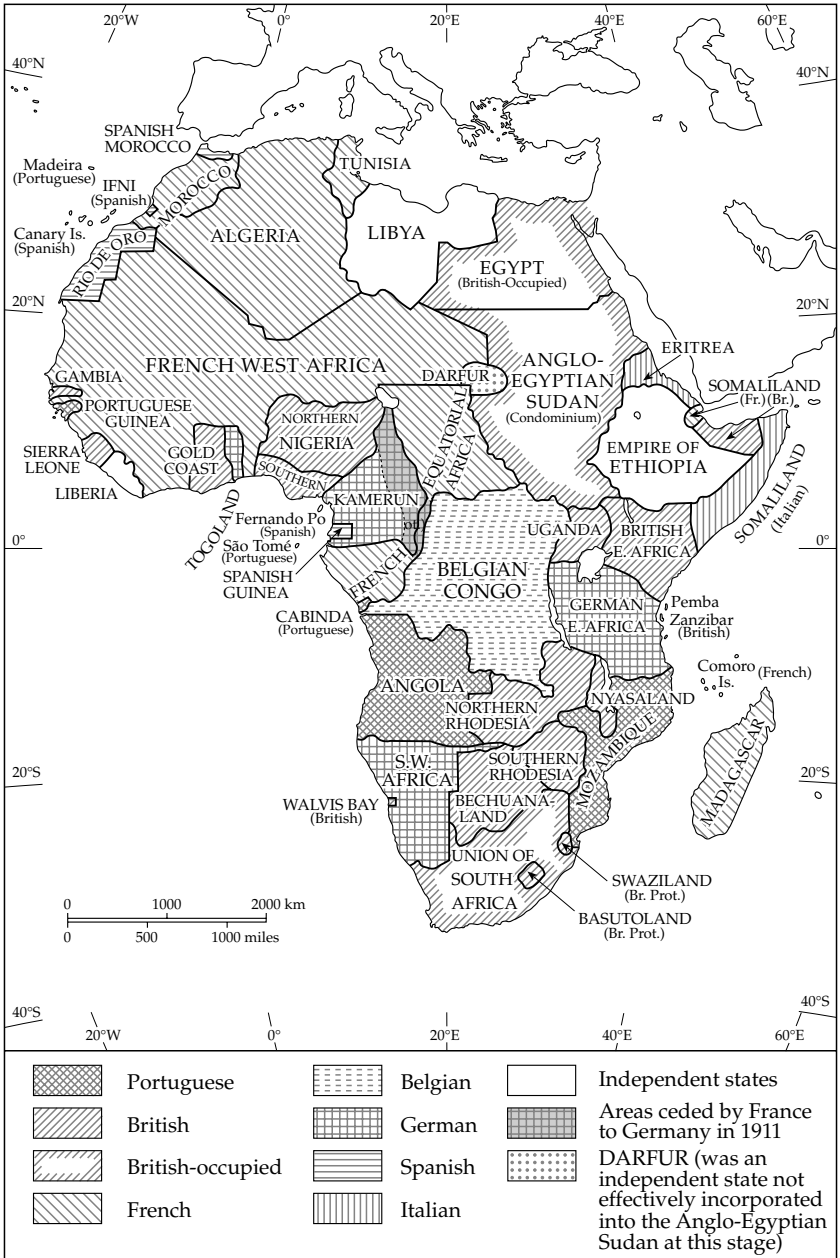 20°W
0°
20°E
40°E
60°E
40°N
40°N
SPANISH
MOROCCO
Madeira
(Portuguese)
TUNISIA
IFNI
(Spanish)
MOROCCO
Canary Is.
(Spanish)
RIO DE ORO
ALGERIA
LIBYA
EGYPT
(British-Occupied)
20°N
20°N
FRENCH WEST AFRICA
DARFUR
ANGLO-
EGYPTIAN
SUDAN
(Condominium)
ERITREA
SOMALILAND
(Fr.) (Br.)
GAMBIA
PORTUGUESE
GUINEA
NORTHERN
NIGERIA
EQUATORIAL
AFRICA
EMPIRE OF
ETHIOPIA
SIERRA
LEONE
GOLD
COAST
SOUTHERN
LIBERIA
KAMERUN
SOMALILAND
(Italian)
TOGOLAND
Fernando Po
(Spanish)
UGANDA
BRITISH
E. AFRICA
0°
0°
São Tomé
(Portuguese)
SPANISH
GUINEA
FRENCH
BELGIAN
CONGO
GERMAN
E. AFRICA
Pemba
Zanzibar
(British)
CABINDA
(Portuguese)
Comoro
Is.
(French)
ANGOLA
NYASALAND
NORTHERN
RHODESIA
MOZAMBIQUE
MADAGASCAR
S.W.
AFRICA
SOUTHERN
RHODESIA
20°S
20°S
WALVIS BAY
(British)
BECHUANA-
LAND
UNION OF
SOUTH
AFRICA
SWAZILAND
(Br. Prot.)
BASUTOLAND
(Br. Prot.)
0 1000 2000 km
0 500 1000 miles
40°S
40°S
20°W
0°
20°E
40°E
60°E
Portuguese
British
British-occupied
French
Belgian
German
Spanish
Italian
Independent states
Areas ceded by France
to Germany in 1911
DARFUR (was an
independent state not
effectively incorporated
into the Anglo-Egyptian
Sudan at this stage)